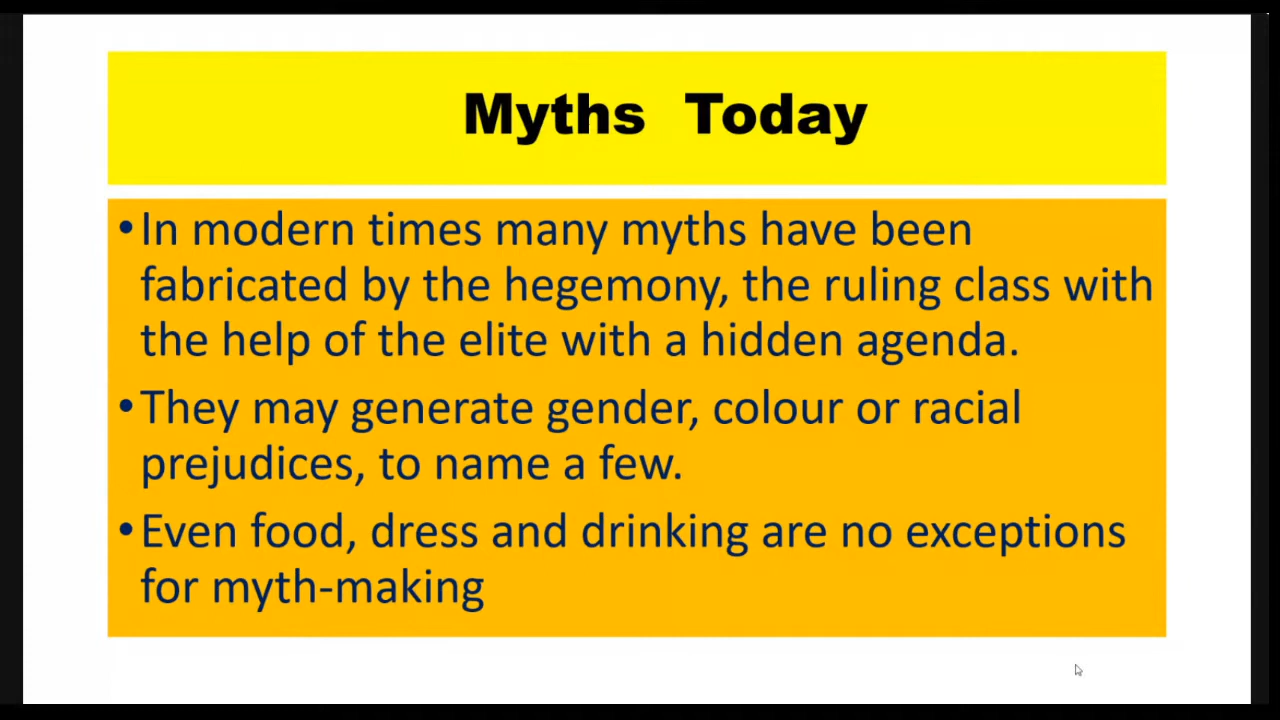 Myths Today
•In modern times many myths have been
fabricated by the hegemony, the ruling class with
the help of the elite with a hidden agenda.
•They may generate gender, colour or racial
prejudices, to name a few.
•Even food, dress and drinking are no exceptions
for myth-making